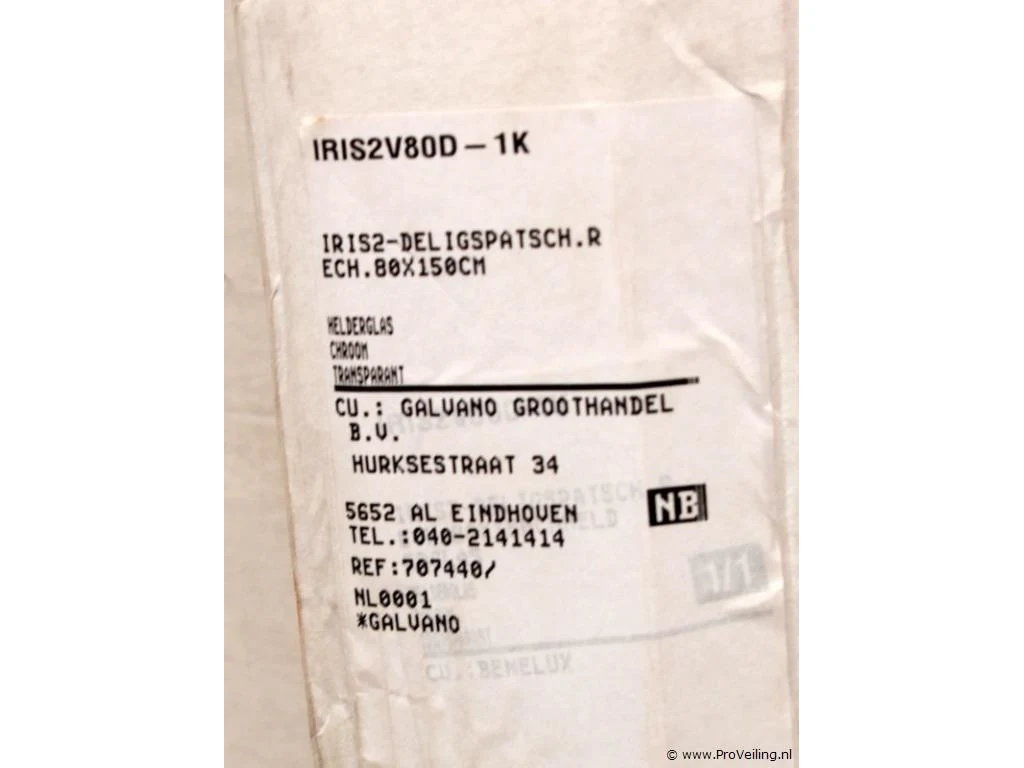 IRIS2V80D – 1K
IRIS2-DELIGSPATSCH.R
ECH.80X150CM
HELDERGLAS
CHROOM
TRANSPARANT
CU.: GALVANO GROOTHANDEL
B.V.
HURKSESTRAAT 34
5652 AL EINDHOVEN
NB
TEL.:040-2141414
REF:707440/
1/1
NL0001
*GALVANO
CU.:BENELUX
© www.ProVeiling.nl